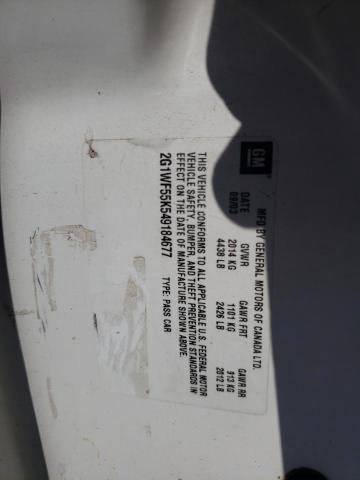 GM
MFD BY GENERAL MOTORS OF CANADA LTD.
DATE GVWR GAWR FRT GAWR RR
09/03 2014 KG 1101 KG 913 KG
4438 LB 2426 LB 2012 LB
THIS VEHICLE CONFORMS TO ALL APPLICABLE U.S. FEDERAL MOTOR
VEHICLE SAFETY, BUMPER, AND THEFT PREVENTION STANDARDS IN
EFFECT ON THE DATE OF MANUFACTURE SHOWN ABOVE.
2G1WF55K549184677 TYPE: PASS CAR